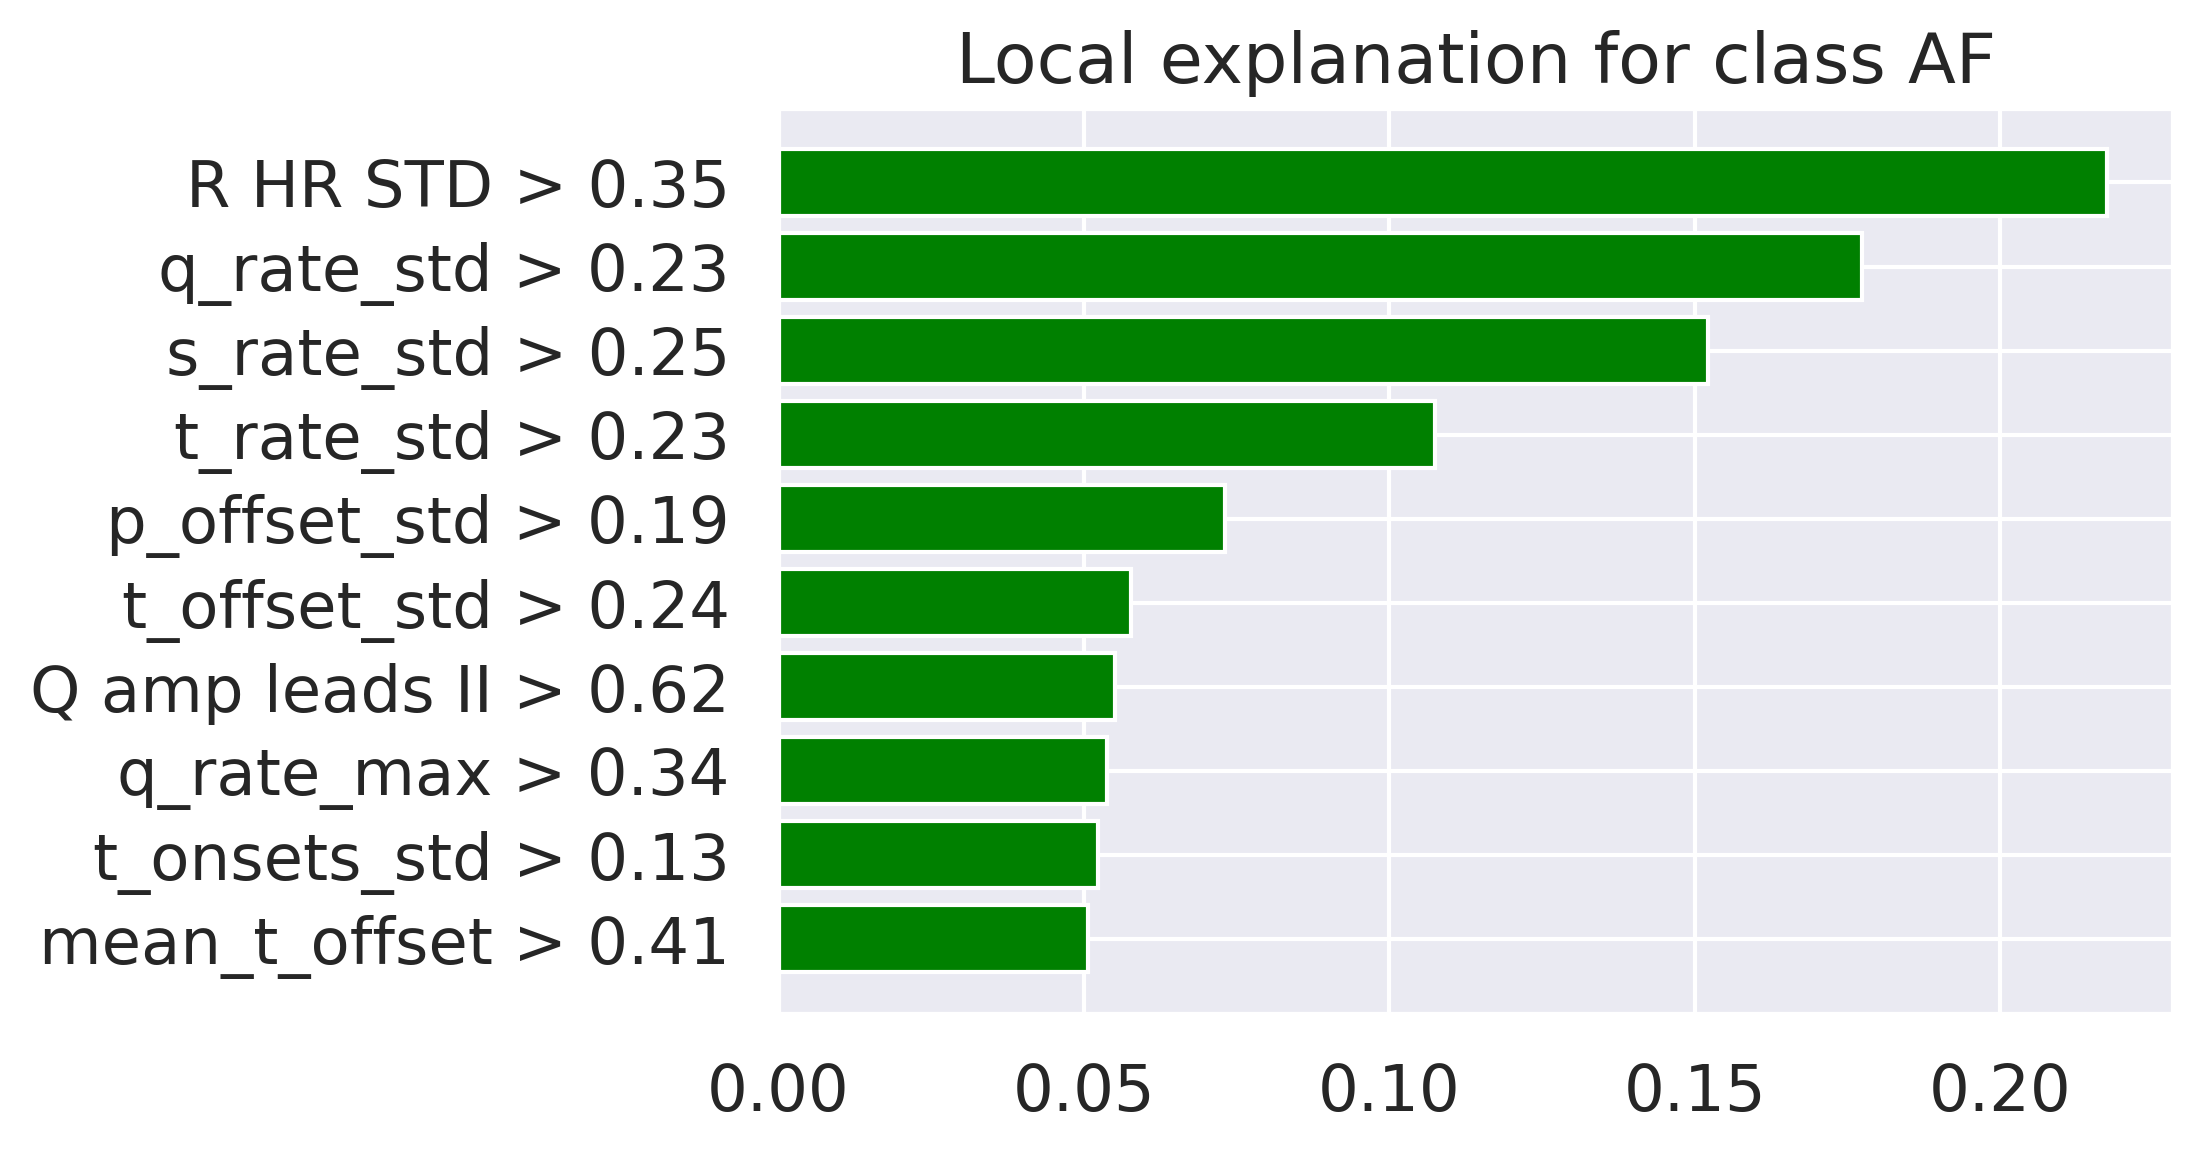 Local explanation for class AF
R HR STD > 0.35
q_rate_std > 0.23
s_rate_std > 0.25
t_rate_std > 0.23
p_offset_std > 0.19
t_offset_std > 0.24
Q amp leads II > 0.62
q_rate_max > 0.34
t_onsets_std > 0.13
mean_t_offset > 0.41
0.00 0.05 0.10 0.15 0.20